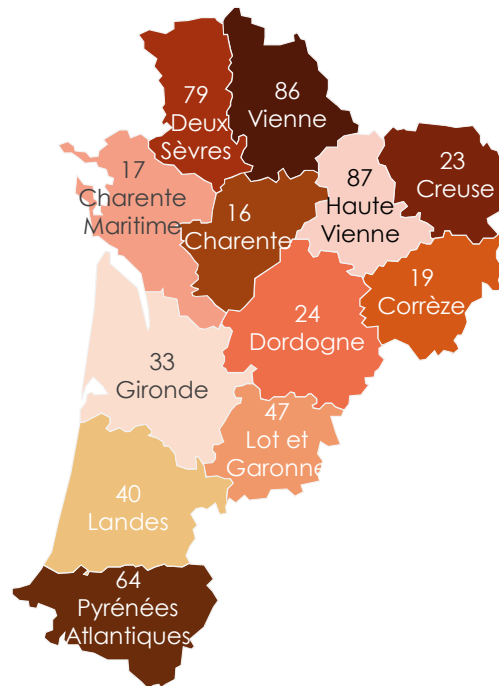 79
Deux
Sèvres
86
Vienne
17
Charente
Maritime
16
Charente
87
Haute
Vienne
23
Creuse
19
Corrèze
24
Dordogne
33
Gironde
47
Lot et
Garonne
40
Landes
64
Pyrénées
Atlantiques